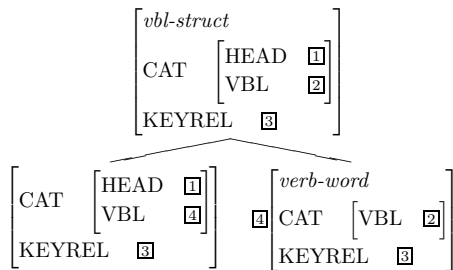 vbl-struct
CAT HEAD 1
VBL 2
KEYREL 3
CAT HEAD 1
VBL 4
KEYREL 3
4 verb-word
CAT VBL 2
KEYREL 3